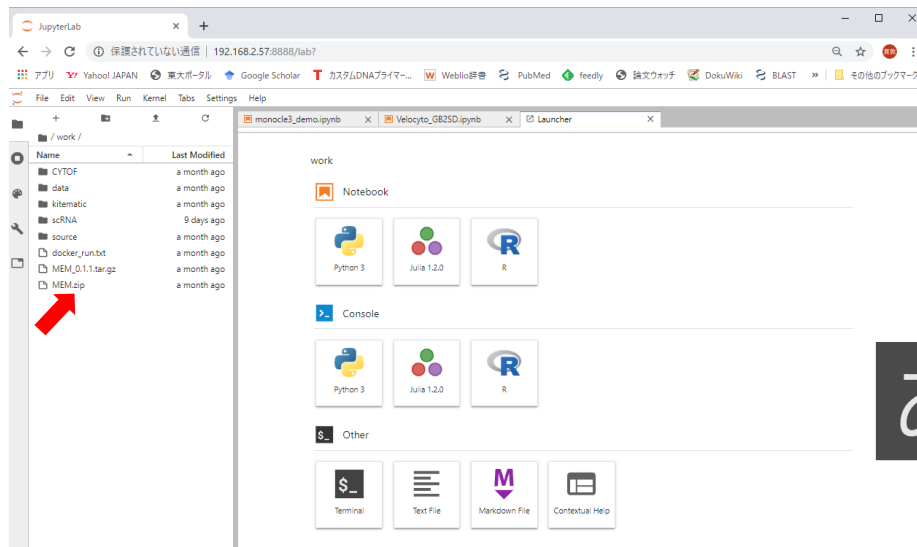 JupyterLab
保護されていない通信 | 192.168.2.57:8888/lab?
アプリ Yahoo! JAPAN 東大ポータル Google Scholar カスタムDNAプライマ–... Weblio辞書 PubMed feedly 論文ウォッチ DokuWiki BLAST » その他のブックマーク
File Edit View Run Kernel Tabs Settings Help
monocle3_demo.ipynb Velocyto_GB2SD.ipynb Launcher
/ work /
Name Last Modified
CYTOF a month ago
data a month ago
kitematic a month ago
scRNA 9 days ago
source a month ago
docker_run.txt a month ago
MEM_0.1.1.tar.gz a month ago
MEM.zip a month ago
work
Notebook
Python 3 Julia 1.2.0 R
Console
Python 3 Julia 1.2.0 R
$_ Other
$_ M
Terminal Text File Markdown File Contextual Help